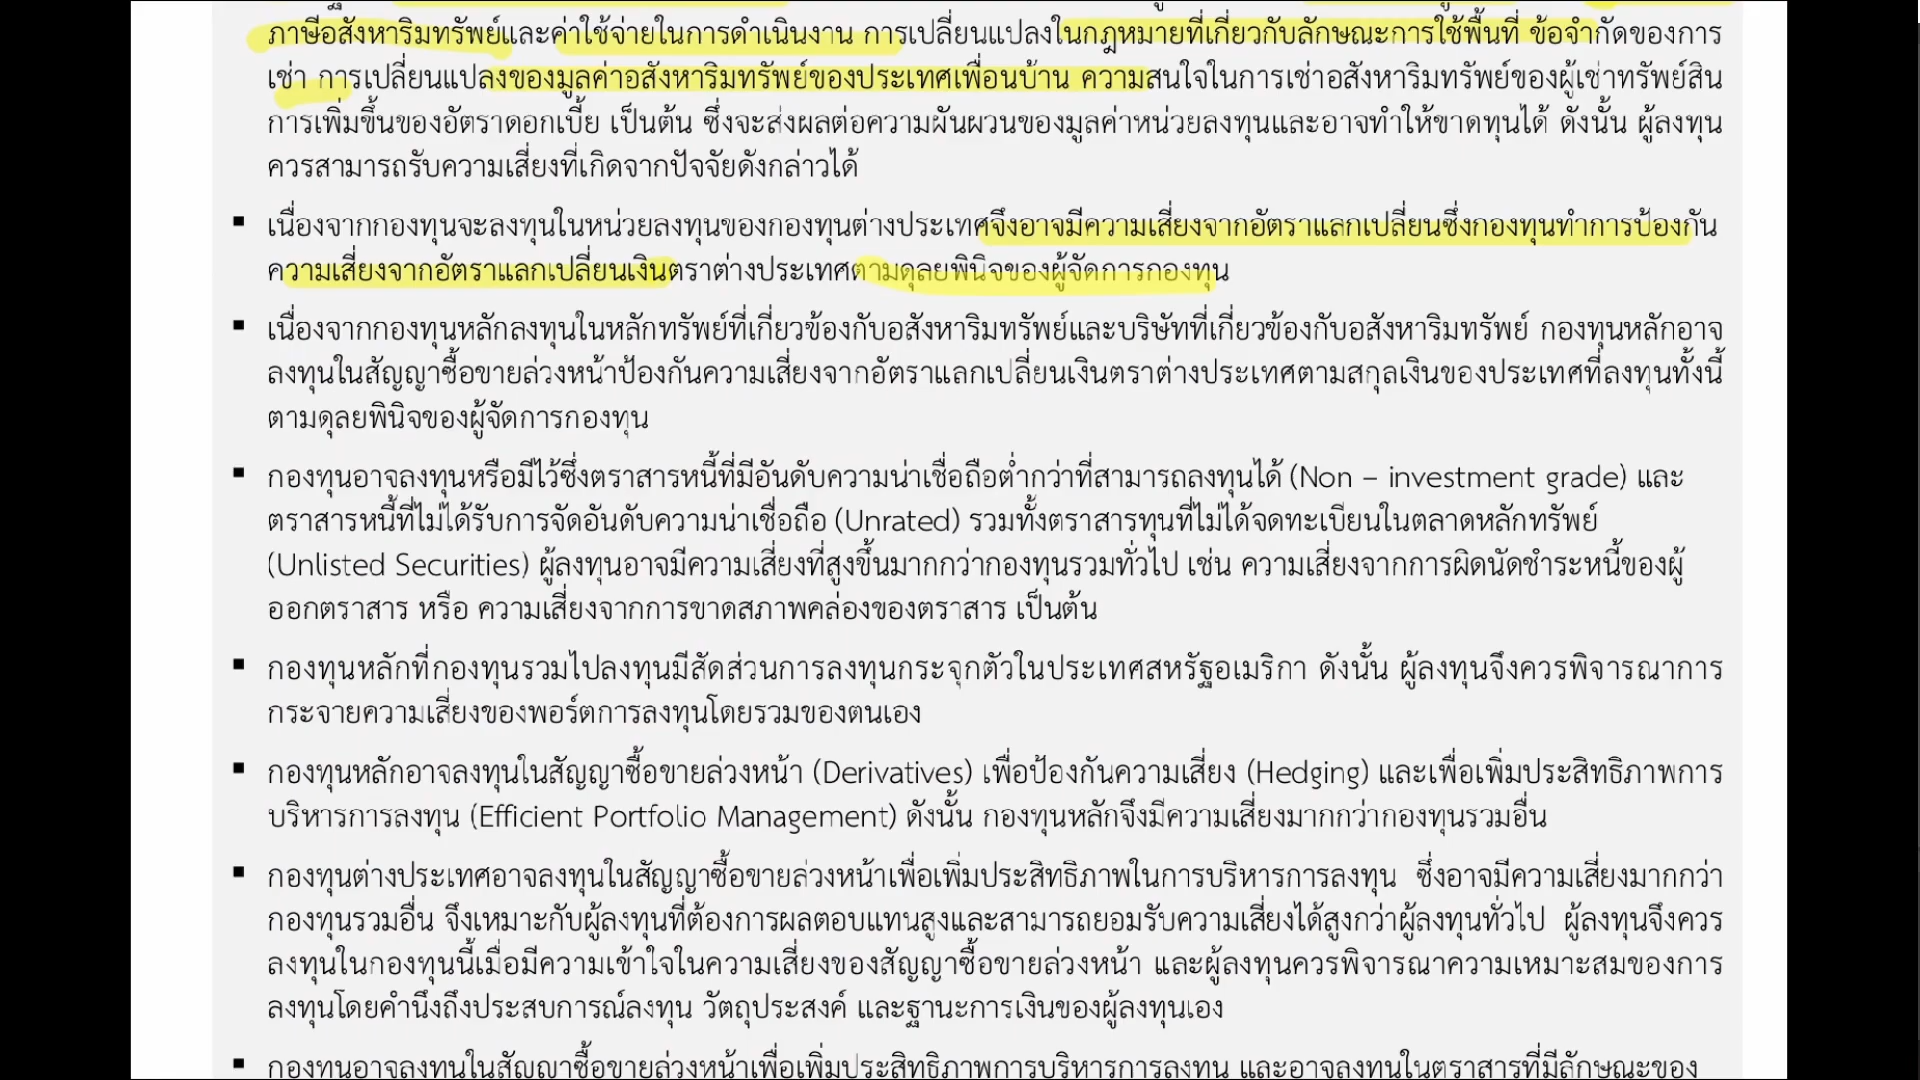 ภาษีอสังหาริมทรัพย์และค่าใช้จ่ายในการดำเนินงาน การเปลี่ยนแปลงในกฎหมายที่เกี่ยวกับลักษณะการใช้พื้นที่ ข้อจำกัดของการ
เช่า การเปลี่ยนแปลงของมูลค่าอสังหาริมทรัพย์ของประเทศเพื่อนบ้าน ความสนใจในการเช่าอสังหาริมทรัพย์ของผู้เช่าทรัพย์สิน
การเพิ่มขึ้นของอัตราดอกเบี้ย เป็นต้น ซึ่งจะส่งผลต่อความผันผวนของมูลค่าหน่วยลงทุนและอาจทำให้ขาดทุนได้ ดังนั้น ผู้ลงทุน
ควรสามารถรับความเสี่ยงที่เกิดจากปัจจัยดังกล่าวได้
▪ เนื่องจากกองทุนจะลงทุนในหน่วยลงทุนของกองทุนต่างประเทศจึงอาจมีความเสี่ยงจากอัตราแลกเปลี่ยนซึ่งกองทุนทำการป้องกัน
ความเสี่ยงจากอัตราแลกเปลี่ยนเงินตราต่างประเทศตามดุลยพินิจของผู้จัดการกองทุน
▪ เนื่องจากกองทุนหลักลงทุนในหลักทรัพย์ที่เกี่ยวข้องกับอสังหาริมทรัพย์และบริษัทที่เกี่ยวข้องกับอสังหาริมทรัพย์ กองทุนหลักอาจ
ลงทุนในสัญญาซื้อขายล่วงหน้าป้องกันความเสี่ยงจากอัตราแลกเปลี่ยนเงินตราต่างประเทศตามสกุลเงินของประเทศที่ลงทุนทั้งนี้
ตามดุลยพินิจของผู้จัดการกองทุน
▪ กองทุนอาจลงทุนหรือมีไว้ซึ่งตราสารหนี้ที่มีอันดับความน่าเชื่อถือต่ำกว่าที่สามารถลงทุนได้ (Non – investment grade) และ
ตราสารหนี้ที่ไม่ได้รับการจัดอันดับความน่าเชื่อถือ (Unrated) รวมทั้งตราสารทุนที่ไม่ได้จดทะเบียนในตลาดหลักทรัพย์
(Unlisted Securities) ผู้ลงทุนอาจมีความเสี่ยงที่สูงขึ้นมากกว่ากองทุนรวมทั่วไป เช่น ความเสี่ยงจากการผิดนัดชำระหนี้ของผู้
ออกตราสาร หรือ ความเสี่ยงจากการขาดสภาพคล่องของตราสาร เป็นต้น
▪ กองทุนหลักที่กองทุนรวมไปลงทุนมีสัดส่วนการลงทุนกระจุกตัวในประเทศสหรัฐอเมริกา ดังนั้น ผู้ลงทุนจึงควรพิจารณาการ
กระจายความเสี่ยงของพอร์ตการลงทุนโดยรวมของตนเอง
▪ กองทุนหลักอาจลงทุนในสัญญาซื้อขายล่วงหน้า (Derivatives) เพื่อป้องกันความเสี่ยง (Hedging) และเพื่อเพิ่มประสิทธิภาพการ
บริหารการลงทุน (Efficient Portfolio Management) ดังนั้น กองทุนหลักจึงมีความเสี่ยงมากกว่ากองทุนรวมอื่น
▪ กองทุนต่างประเทศอาจลงทุนในสัญญาซื้อขายล่วงหน้าเพื่อเพิ่มประสิทธิภาพในการบริหารการลงทุน ซึ่งอาจมีความเสี่ยงมากกว่า
กองทุนรวมอื่น จึงเหมาะกับผู้ลงทุนที่ต้องการผลตอบแทนสูงและสามารถยอมรับความเสี่ยงได้สูงกว่าผู้ลงทุนทั่วไป ผู้ลงทุนจึงควร
ลงทุนในกองทุนนี้เมื่อมีความเข้าใจในความเสี่ยงของสัญญาซื้อขายล่วงหน้า และผู้ลงทุนควรพิจารณาความเหมาะสมของการ
ลงทุนโดยคำนึงถึงประสบการณ์ลงทุน วัตถุประสงค์ และฐานะการเงินของผู้ลงทุนเอง
▪ กองทุนอาจลงทุนในสัญญาซื้อขายล่วงหน้าเพื่อเพิ่มประสิทธิภาพการบริหารการลงทุน และอาจลงทุนในตราสารที่มีลักษณะของ